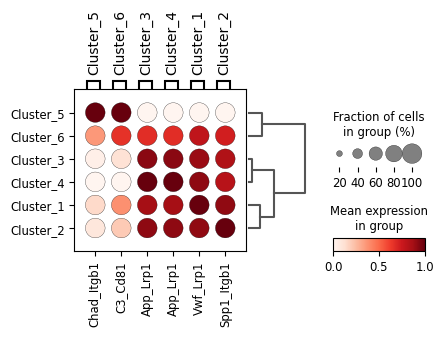 Cluster_5
Cluster_6
Cluster_3
Cluster_4
Cluster_1
Cluster_2
Cluster_5
Cluster_6
Cluster_3
Cluster_4
Cluster_1
Cluster_2
Chad_Itgb1
C3_Cd81
App_Lrp1
App_Lrp1
Vwf_Lrp1
Spp1_Itgb1
Fraction of cells
in group (%)
20 40 60 80 100
Mean expression
in group
0.0 0.5 1.0